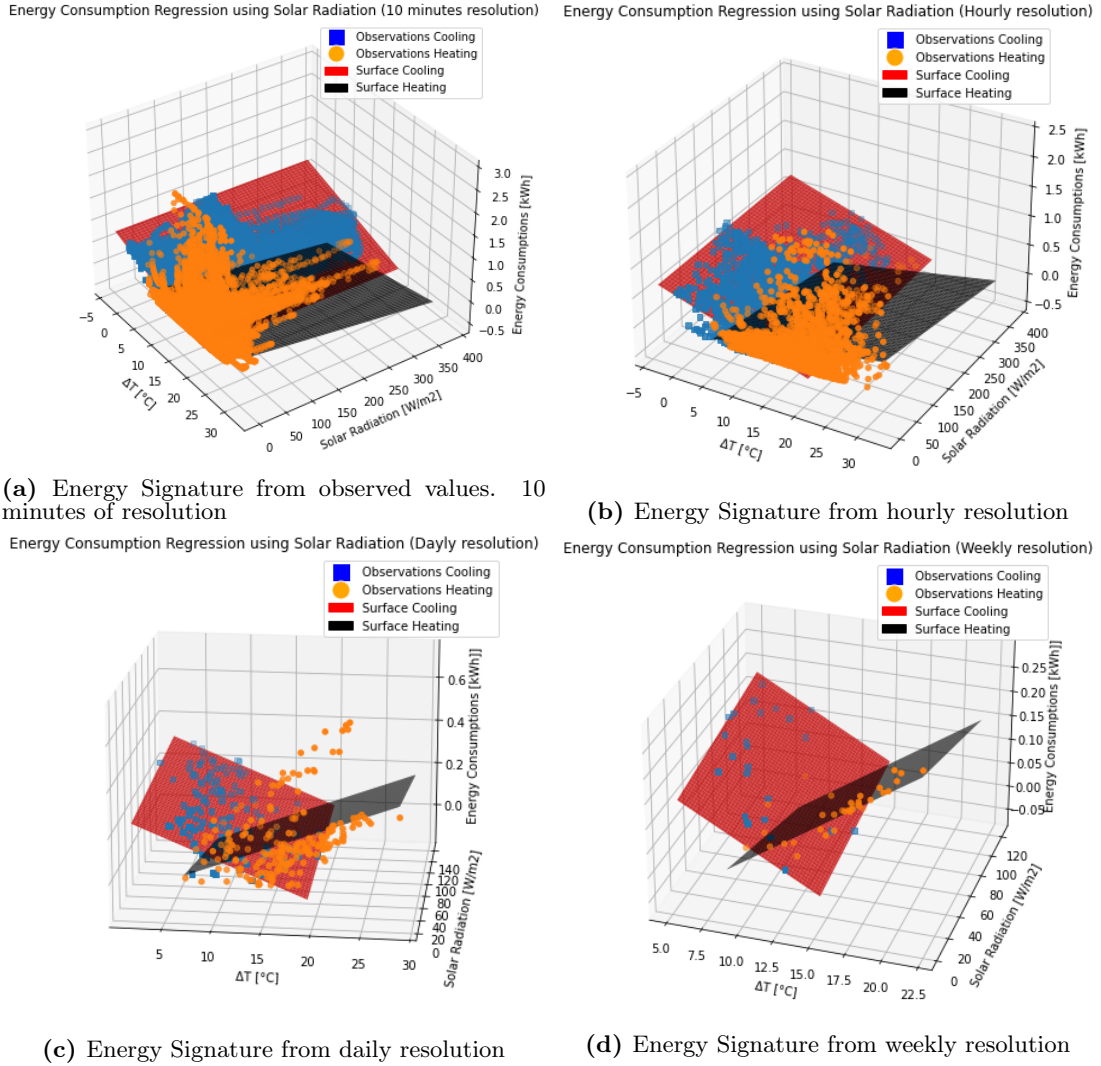 Energy Consumption Regression using Solar Radiation (10 minutes resolution)
Observations Cooling
Observations Heating
Surface Cooling
Surface Heating
3.0
2.5
2.0
1.5
1.0
0.5
0.0
−0.5
Energy Consumptions [kWh]
−5
0
5
10
15
20
25
30
ΔT [°C]
0
50
100
150
200
250
300
350
400
Solar Radiation [W/m2]
(a) Energy Signature from observed values. 10
minutes of resolution
Energy Consumption Regression using Solar Radiation (Hourly resolution)
Observations Cooling
Observations Heating
Surface Cooling
Surface Heating
2.5
2.0
1.5
1.0
0.5
0.0
−0.5
Energy Consumptions [kWh]
−5
0
5
10
15
20
25
30
ΔT [°C]
0
50
100
150
200
250
300
350
400
Solar Radiation [W/m2]
(b) Energy Signature from hourly resolution
Energy Consumption Regression using Solar Radiation (Dayly resolution)
Observations Cooling
Observations Heating
Surface Cooling
Surface Heating
0.6
0.4
0.2
0.0
Energy Consumptions [kWh]]
5
10
15
20
25
30
ΔT [°C]
0
20
40
60
80
100
120
140
Solar Radiation [W/m2]
(c) Energy Signature from daily resolution
Energy Consumption Regression using Solar Radiation (Weekly resolution)
Observations Cooling
Observations Heating
Surface Cooling
Surface Heating
0.25
0.20
0.15
0.10
0.05
0.00
−0.05
Energy Consumptions [kWh]]
5.0
7.5
10.0
12.5
15.0
17.5
20.0
22.5
ΔT [°C]
0
20
40
60
80
100
120
Solar Radiation [W/m2]
(d) Energy Signature from weekly resolution